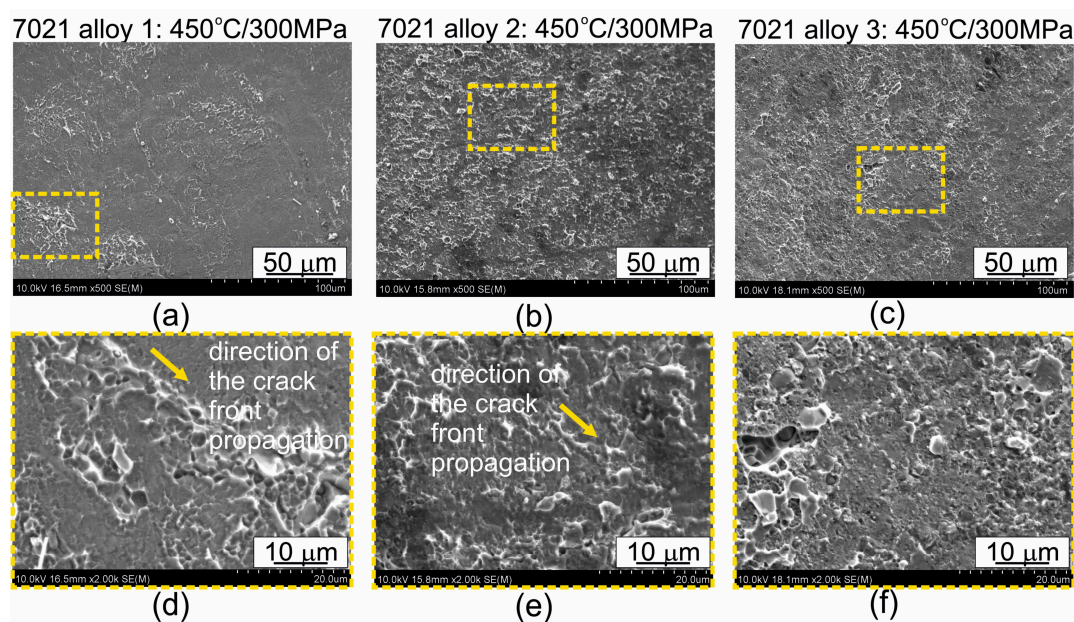 7021 alloy 1: 450°C/300MPa
7021 alloy 2: 450°C/300MPa
7021 alloy 3: 450°C/300MPa
50 μm
50 μm
50 μm
10.0kV 16.5mm x500 SE(M)
100um
10.0kV 15.8mm x500 SE(M)
100um
10.0kV 18.1mm x500 SE(M)
100um
(a)
(b)
(c)
direction of
the crack
front
propagation
direction of
the crack
front
propagation
10 μm
10 μm
10 μm
10.0kV 16.5mm x2.00k SE(M)
20.0um
10.0kV 15.8mm x2.00k SE(M)
20.0um
10.0kV 18.1mm x2.00k SE(M)
20.0um
(d)
(e)
(f)